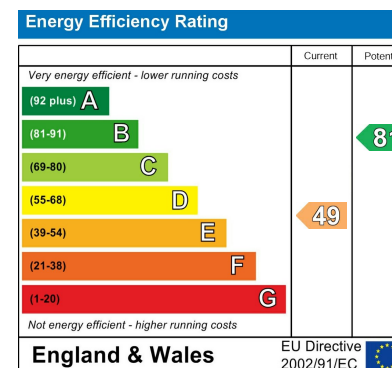 Energy Efficiency Rating
Current
Very energy efficient - lower running costs
(92 plus) A
(81-91) B
(69-80) C
(55-68) D
(39-54) E
49
(21-38) F
(1-20) G
Not energy efficient - higher running costs
England & Wales
EU Directive
2002/91/EC